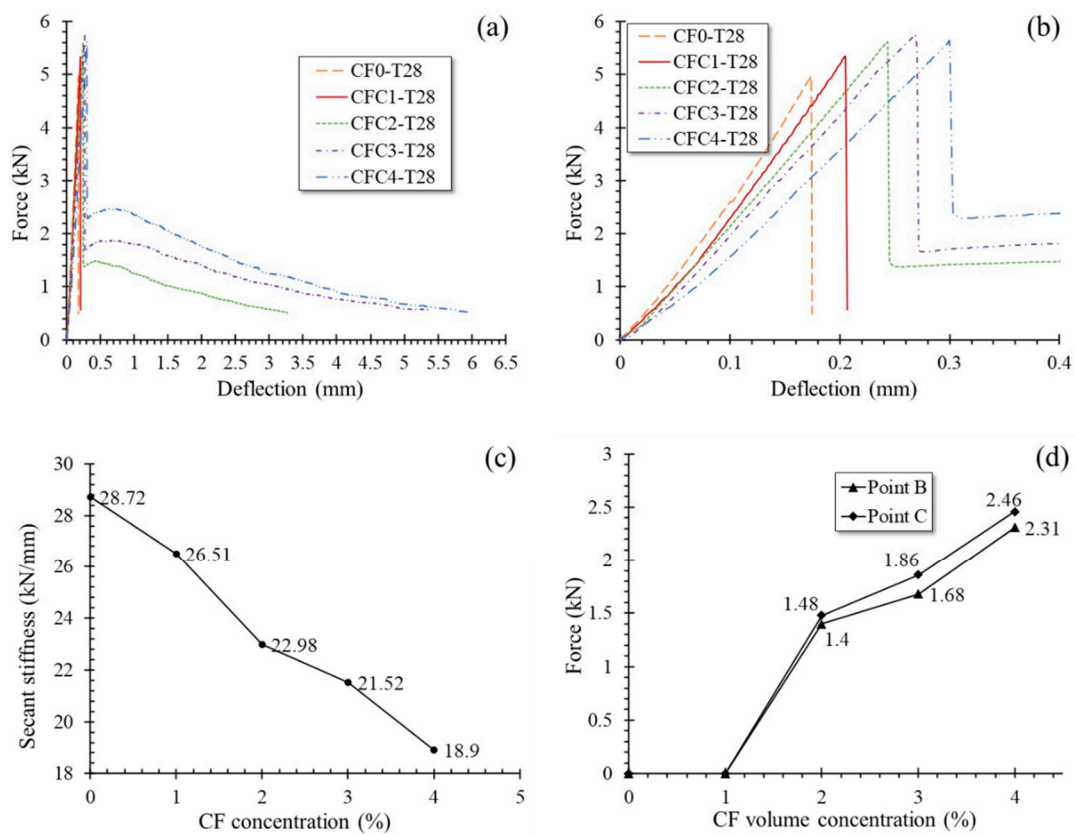 (a)
6
5
4
3
2
1
0
Force (kN)
CF0-T28
CFC1-T28
CFC2-T28
CFC3-T28
CFC4-T28
0 0.5 1 1.5 2 2.5 3 3.5 4 4.5 5 5.5 6 6.5
Deflection (mm)
(b)
6
5
4
3
2
1
0
Force (kN)
CF0-T28
CFC1-T28
CFC2-T28
CFC3-T28
CFC4-T28
0 0.1 0.2 0.3 0.4
Deflection (mm)
(c)
30
28
26
24
22
20
18
Secant stiffness (kN/mm)
28.72
26.51
22.98
21.52
18.9
0 1 2 3 4 5
CF concentration (%)
(d)
3
2.5
2
1.5
1
0.5
0
Force (kN)
Point B
Point C
2.46
2.31
1.86
1.68
1.48
1.4
0 1 2 3 4
CF volume concentration (%)